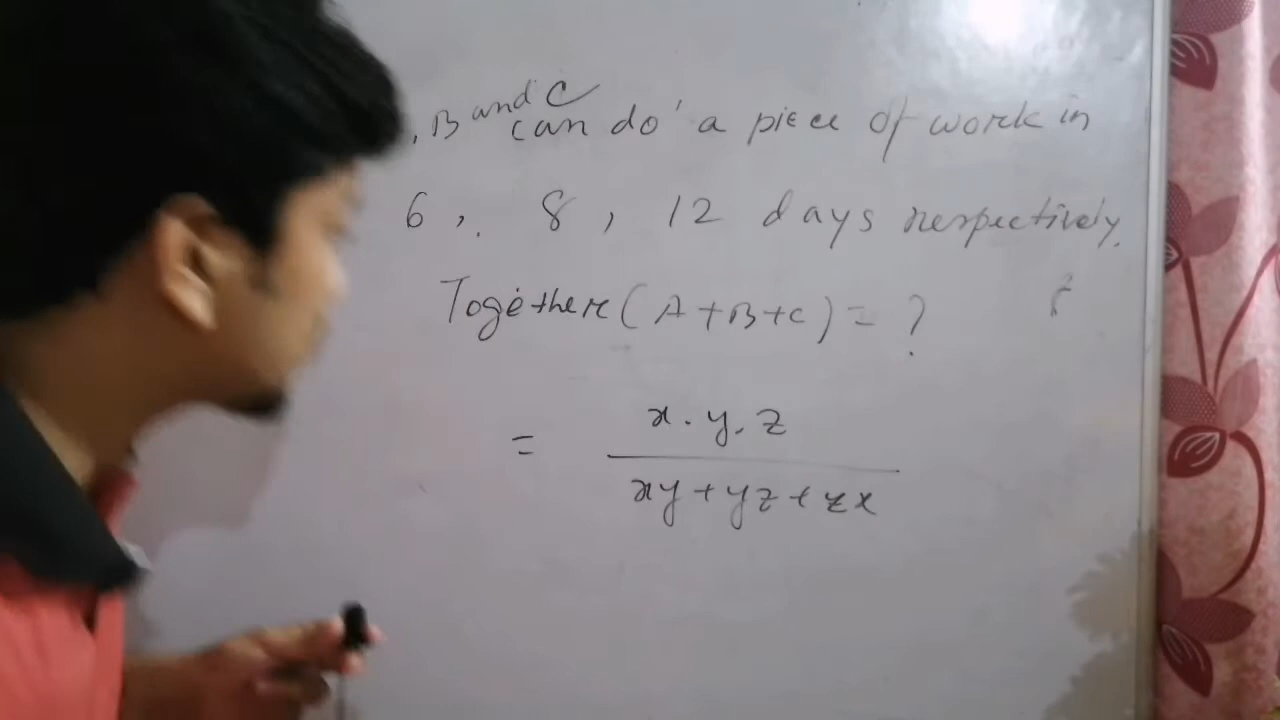 , B and C can do a piece of work in
6, 8, 12 days respectively.
Together (A+B+C) = ?
= x.y.z
xy+yz+zx